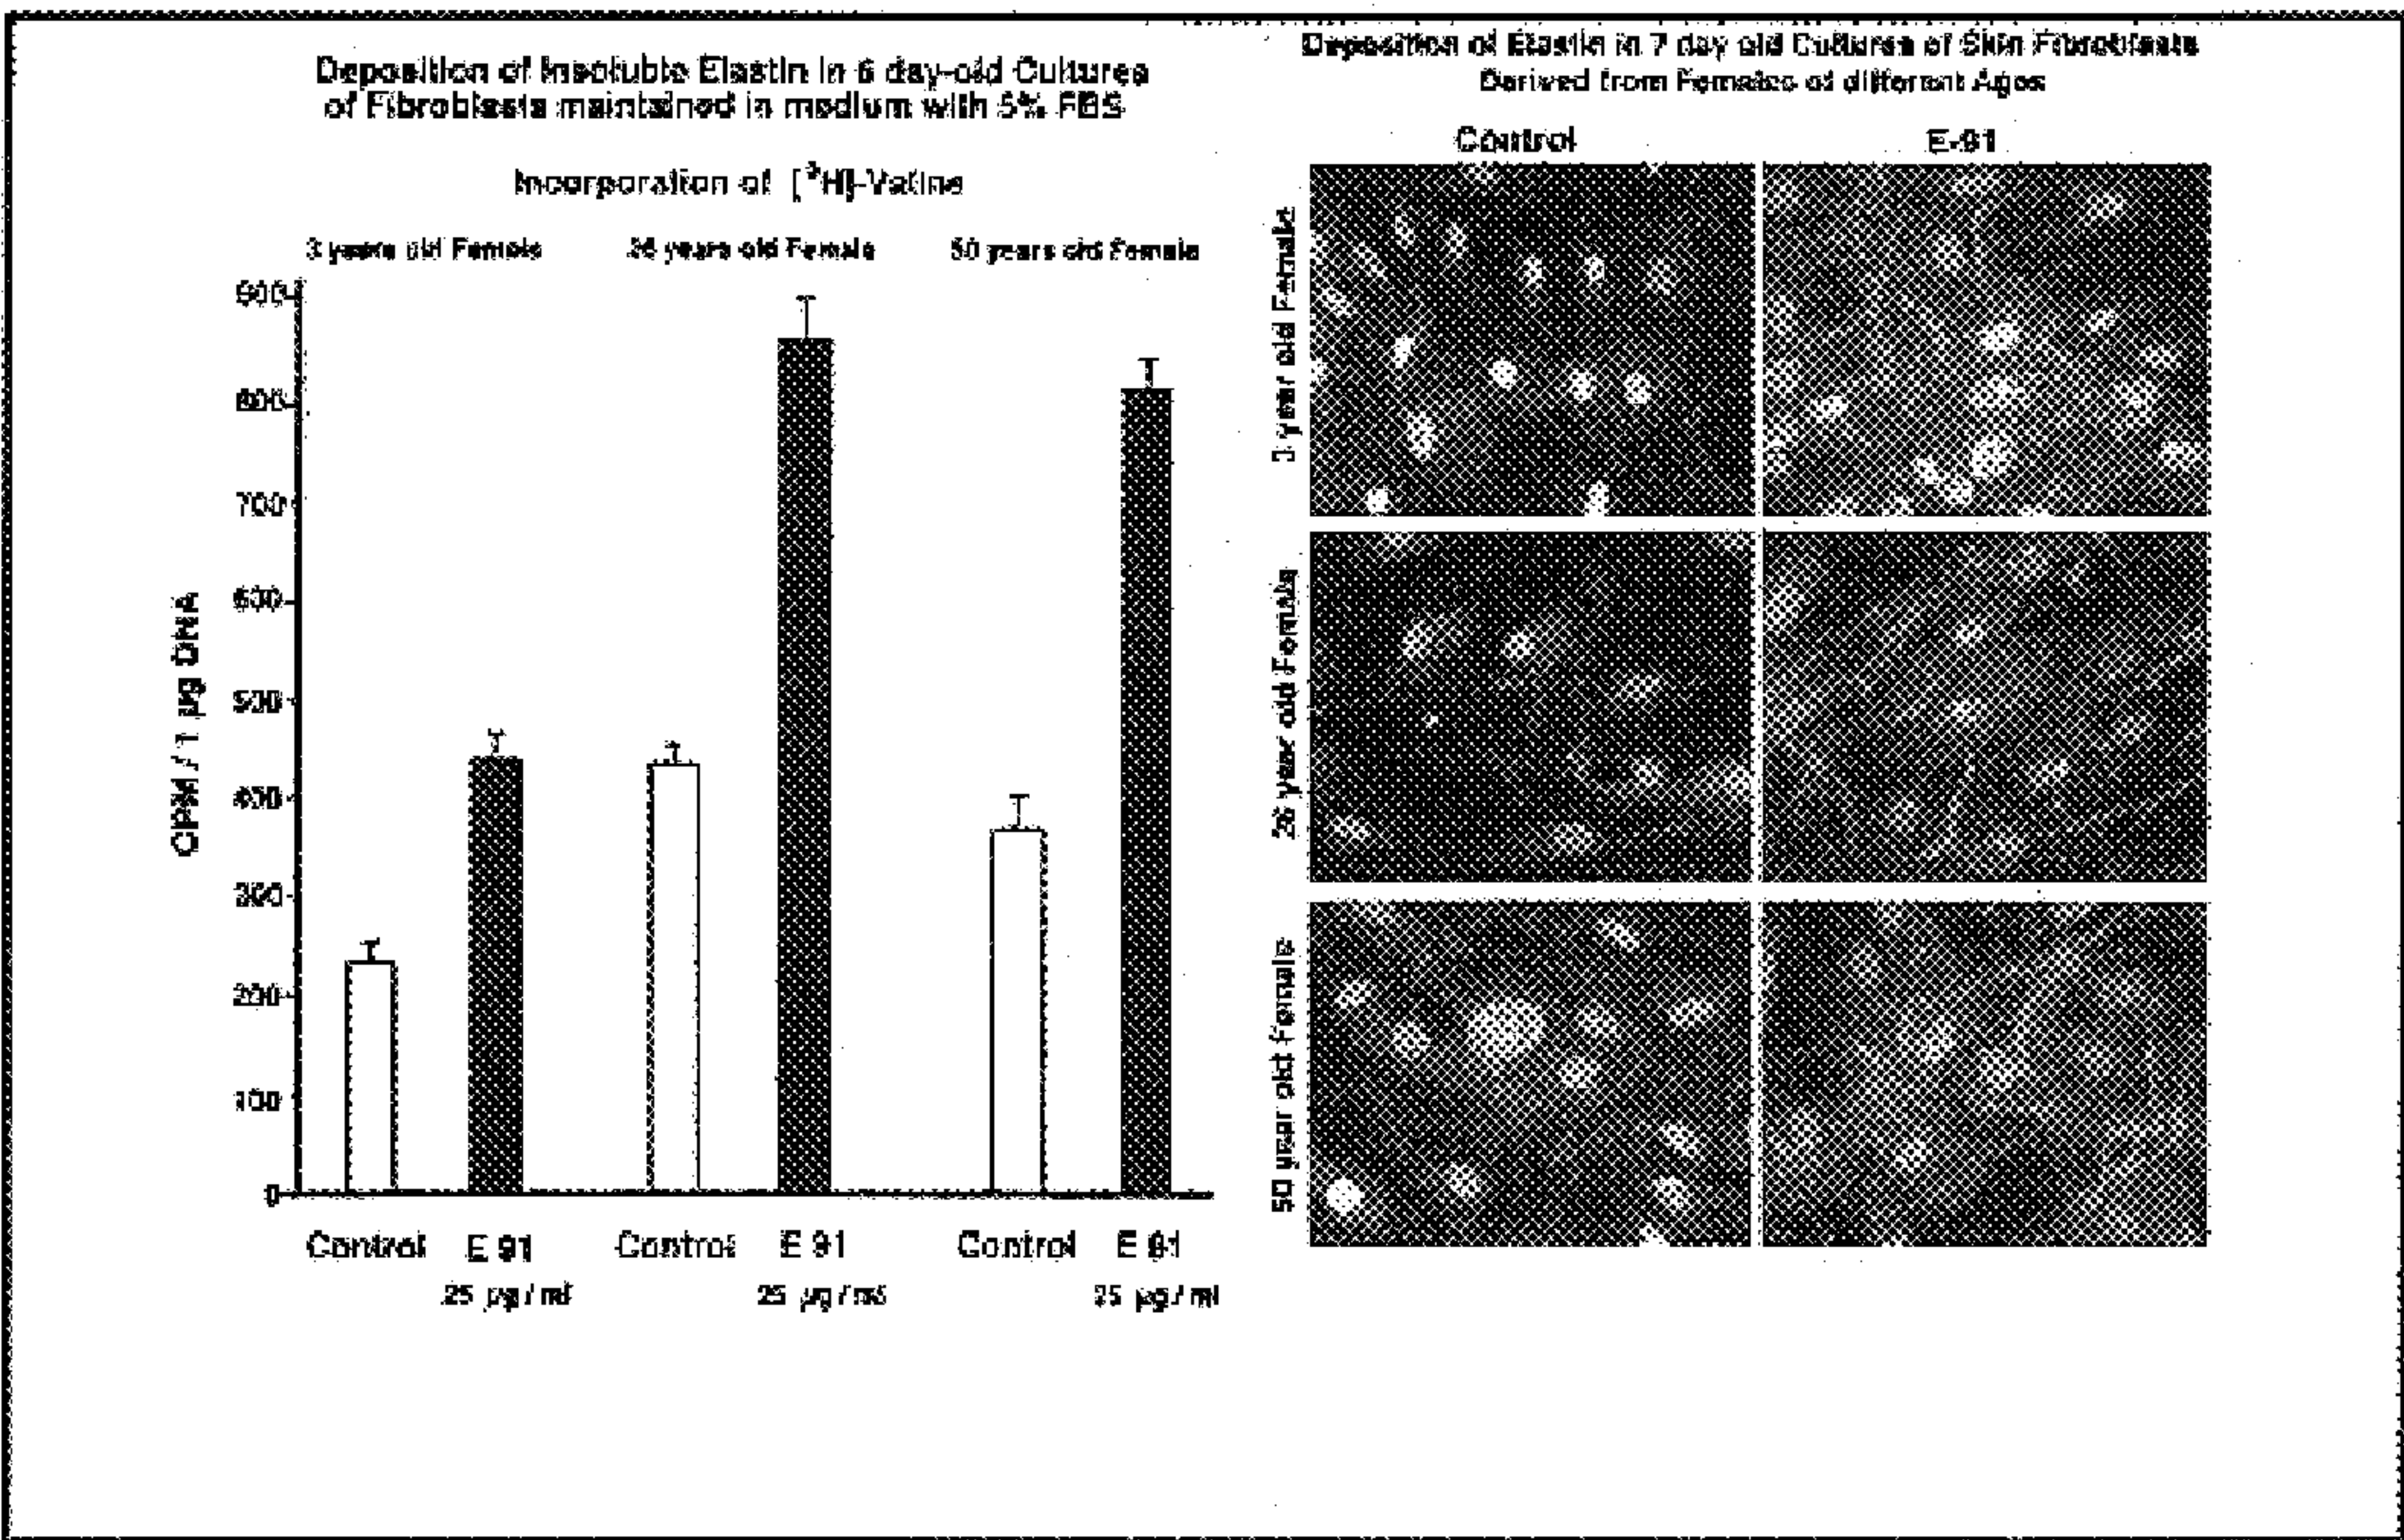 Deposition of Insoluble Elastin in 6 day-old Cultures
of Fibroblasts maintained in medium with 5% FBS
Incorporation of [³H]-Valine
3 years old Female
26 years old Female
50 years old Female
900
800
700
600
500
400
300
200
100
0
CPM / 1 µg DNA
Control
E 91
Control
E 91
Control
E 91
25 µg / ml
25 µg / ml
25 µg / ml
Deposition of Elastin in 7 day old Cultures of Skin Fibroblasts
Derived from Females of different Ages
Control
E-91
3 year old Female
26 year old Female
50 year old Female